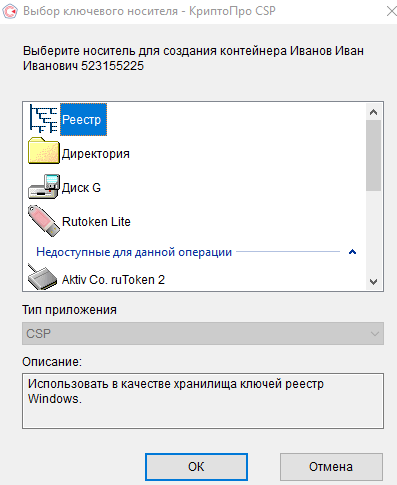 Выбор ключевого носителя - КриптоПро CSP
Выберите носитель для создания контейнера Иванов Иван
Иванович 523155225
Реестр
Директория
Диск G
Rutoken Lite
Недоступные для данной операции
Aktiv Co. ruToken 2
Тип приложения
CSP
Описание:
Использовать в качестве хранилища ключей реестр
Windows.
ОК
Отмена